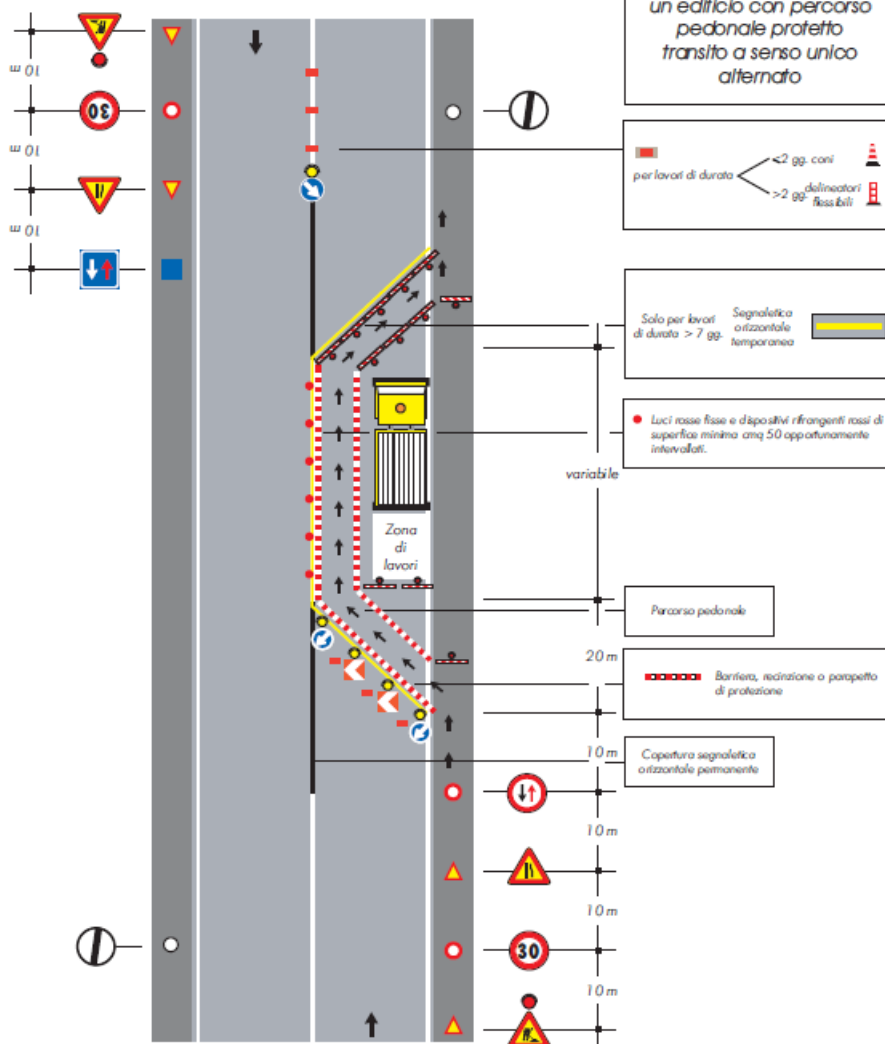 un edificio con percorso
pedonale protetto
transito a senso unico
alternato
10 m
30
10 m
10 m
per lavori di durata
<2 gg. coni
>2 gg. delineatori
flessibili
Solo per lavori
di durata > 7 gg.
Segnaletica
orizzontale
temporanea
Luci rosse fisse e dispositivi rifrangenti rossi di
superfice minima cmq 50 opportunamente
intervallati.
variabile
Zona
di
lavori
Percorso pedonale
20 m
Barriera, recinzione o parapetto
di protezione
10 m
Copertura segnaletica
orizzontale permanente
10 m
10 m
30
10 m